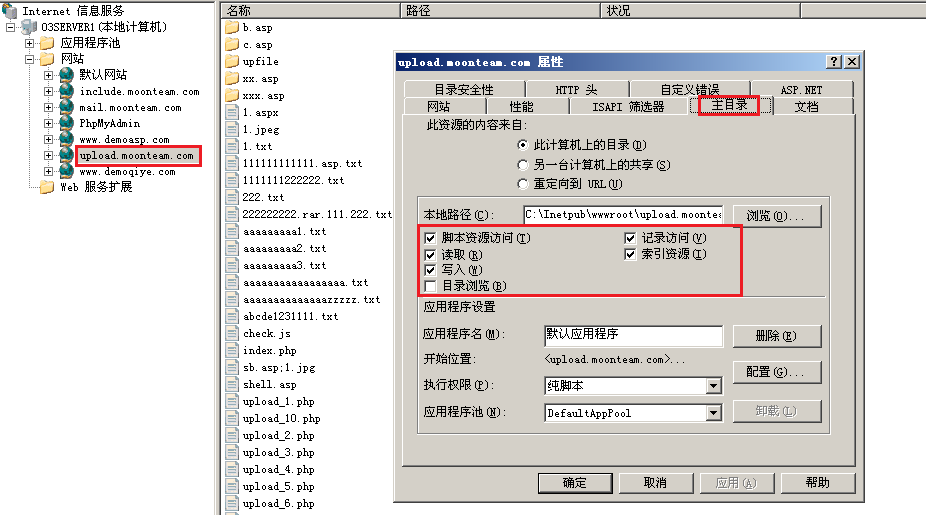 Internet 信息服务
O3SERVER1(本地计算机)
应用程序池
网站
默认网站
include.moonteam.com
mail.moonteam.com
PhpMyAdmin
www.demoasp.com
upload.moonteam.com
www.demoqiye.com
Web 服务扩展
名称 路径 状况
b.asp
c.asp
upfile
xx.asp
xxx.asp
1.aspx
1.jpeg
1.txt
111111111111.asp.txt
1111111222222.txt
222.txt
222222222.rar.111.222.txt
aaaaaaaaa1.txt
aaaaaaaaa2.txt
aaaaaaaaa3.txt
aaaaaaaaaaaaaaaa.txt
aaaaaaaaaaaaaazzzzz.txt
abcde1231111.txt
check.js
index.php
sb.asp;1.jpg
shell.asp
upload_1.php
upload_10.php
upload_2.php
upload_3.php
upload_4.php
upload_5.php
upload_6.php
upload.moonteam.com 属性
目录安全性 HTTP 头 自定义错误 ASP.NET
网站 性能 ISAPI 筛选器 主目录 文档
此资源的内容来自:
此计算机上的目录(D)
另一台计算机上的共享(S)
重定向到 URL(U)
本地路径(C): C:\Inetpub\wwwroot\upload.moontea 浏览(O)...
脚本资源访问(T) 记录访问(V)
读取(R) 索引资源(I)
写入(W)
目录浏览(B)
应用程序设置
应用程序名(M): 默认应用程序 删除(E)
开始位置: <upload.moonteam.com>...
配置(G)...
执行权限(P): 纯脚本
应用程序池(N): DefaultAppPool 卸载(L)
确定 取消 应用(A) 帮助